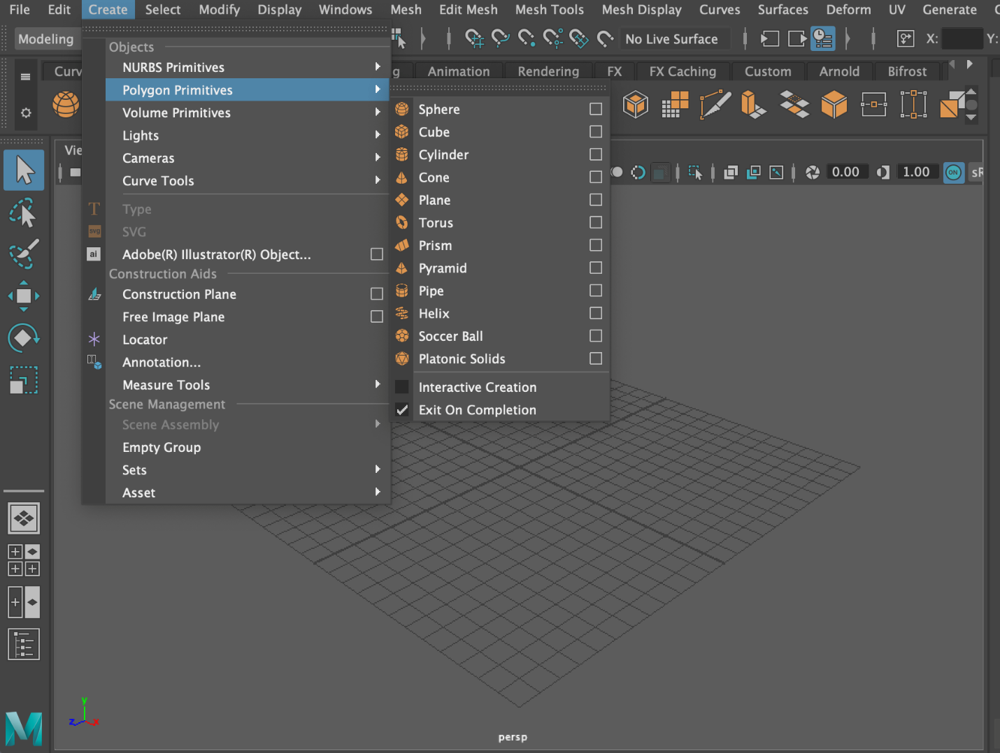 File Edit Create Select Modify Display Windows Mesh Edit Mesh Mesh Tools Mesh Display Curves Surfaces Deform UV Generate
Modeling No Live Surface X: Y:
Curv g Animation Rendering FX FX Caching Custom Arnold Bifrost
Vie
0.00 1.00 ON sR
Objects
NURBS Primitives
Polygon Primitives
Volume Primitives
Lights
Cameras
Curve Tools
T Type
svg SVG
ai Adobe(R) Illustrator(R) Object...
Construction Aids
Construction Plane
Free Image Plane
Locator
Annotation...
Measure Tools
Scene Management
Scene Assembly
Empty Group
Sets
Asset
Sphere
Cube
Cylinder
Cone
Plane
Torus
Prism
Pyramid
Pipe
Helix
Soccer Ball
Platonic Solids
Interactive Creation
Exit On Completion
y
z x
persp
M